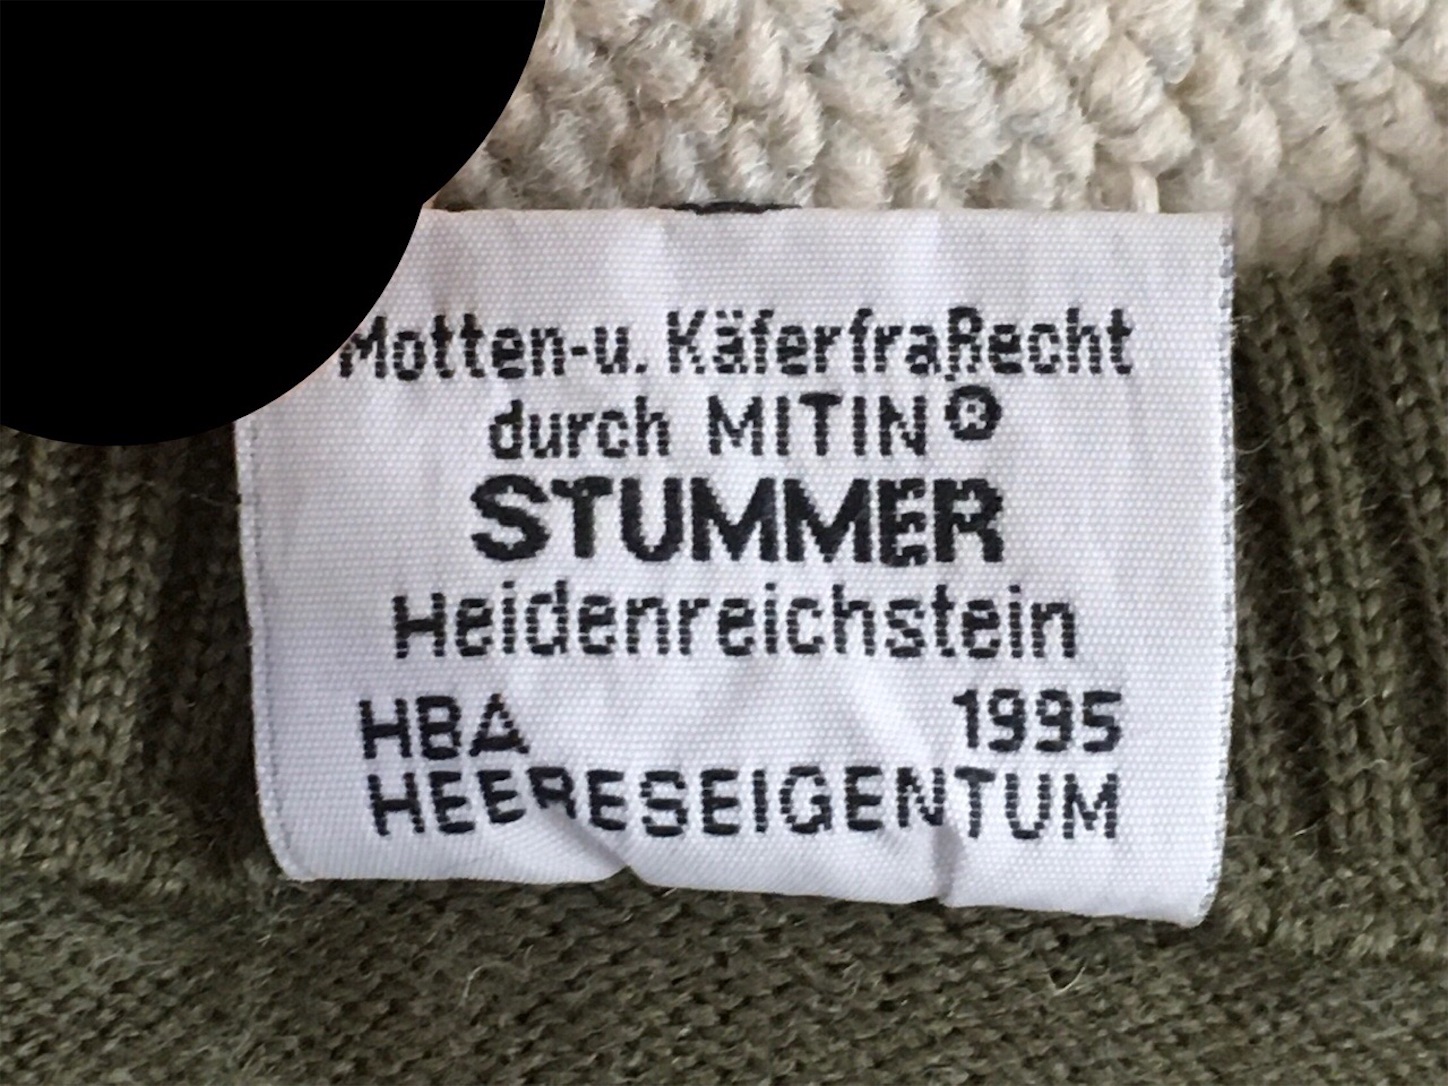 Motten-u. Käferfraßecht
durch MITIN®
STUMMER
Heidenreichstein
HBA 1995
HEERESEIGENTUM